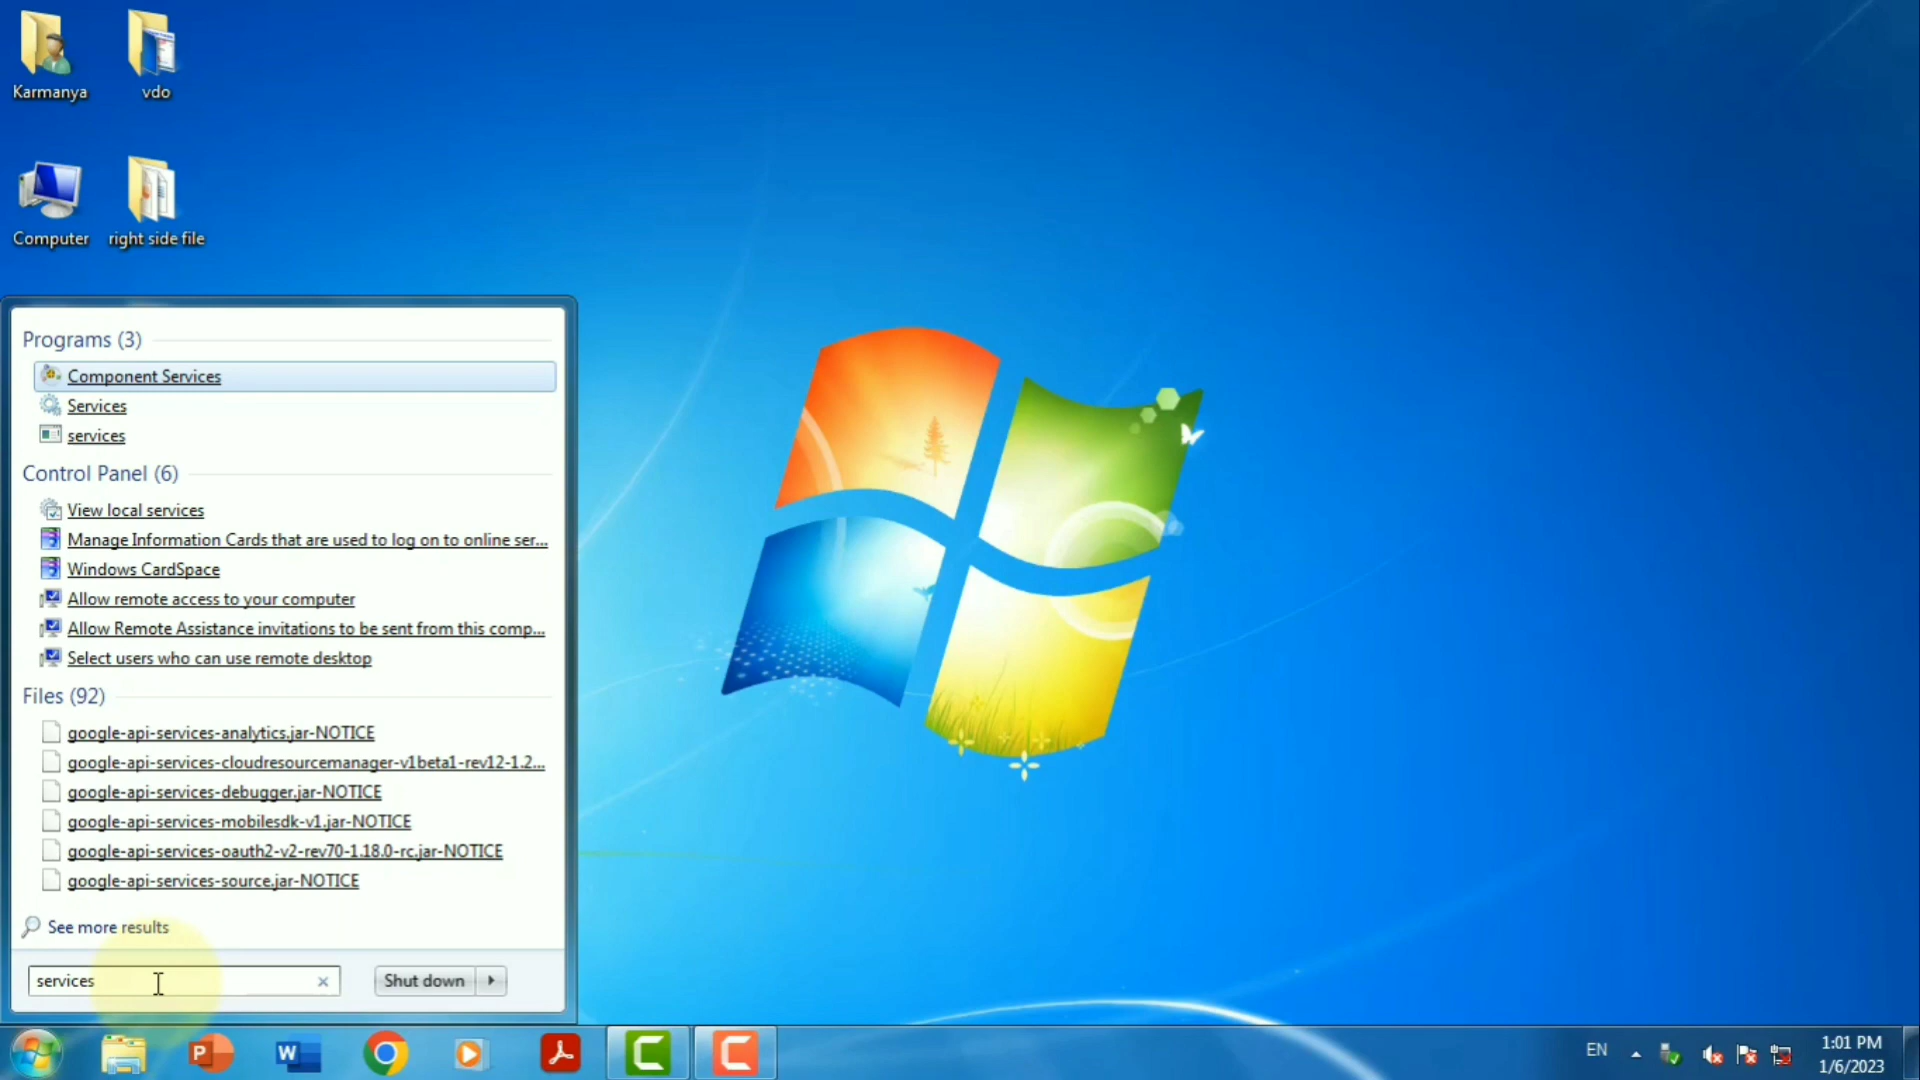 Karmanya
vdo
Computer
right side file
Programs (3)
Component Services
Services
services
Control Panel (6)
View local services
Manage Information Cards that are used to log on to online ser...
Windows CardSpace
Allow remote access to your computer
Allow Remote Assistance invitations to be sent from this comp...
Select users who can use remote desktop
Files (92)
google-api-services-analytics.jar-NOTICE
google-api-services-cloudresourcemanager-v1beta1-rev12-1.2...
google-api-services-debugger.jar-NOTICE
google-api-services-mobilesdk-v1.jar-NOTICE
google-api-services-oauth2-v2-rev70-1.18.0-rc.jar-NOTICE
google-api-services-source.jar-NOTICE
See more results
services
Shut down
P
W
EN
1:01 PM
1/6/2023